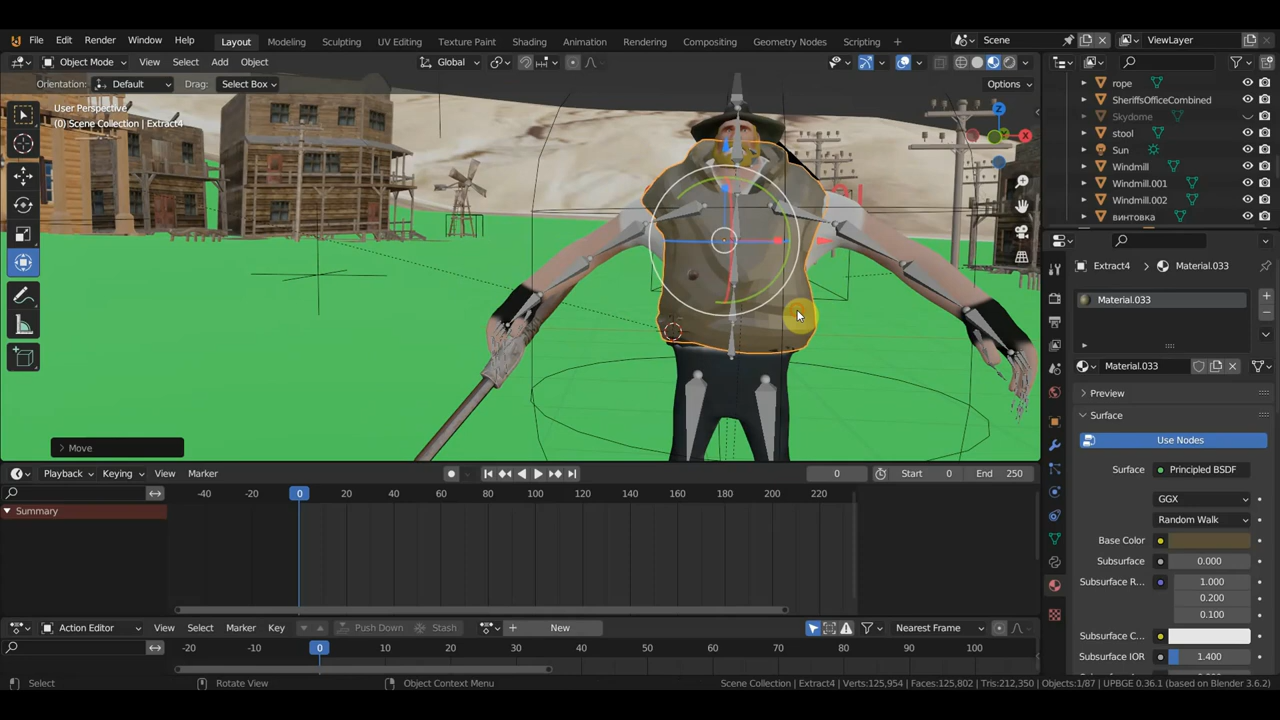 File Edit Render Window Help Layout Modeling Sculpting UV Editing Texture Paint Shading Animation Rendering Compositing Geometry Nodes Scripting + Scene ViewLayer
Object Mode View Select Add Object Global
Orientation: Default Drag: Select Box Options
User Perspective
(0) Scene Collection | Extract4
rope
SheriffsOfficeCombined
Skydome
stool
Sun
Windmill
Windmill.001
Windmill.002
винтовка
Z
X
Extract4 Material.033
Material.033
Material.033
Preview
Surface
Use Nodes
Surface Principled BSDF
GGX
Random Walk
Base Color
Subsurface 0.000
Subsurface R... 1.000
0.200
0.100
Subsurface C...
Subsurface IOR 1.400
Move
Playback Keying View Marker 0 Start 0 End 250
-40 -20 0 20 40 60 80 100 120 140 160 180 200 220
Summary
Action Editor View Select Marker Key Push Down Stash New Nearest Frame
-20 -10 0 10 20 30 40 50 60 70 80 90 100
Select Rotate View Object Context Menu Scene Collection | Extract4 | Verts:125,954 | Faces:125,802 | Tris:212,350 | Objects:1/87 | UPBGE 0.36.1 (based on Blender 3.6.2)